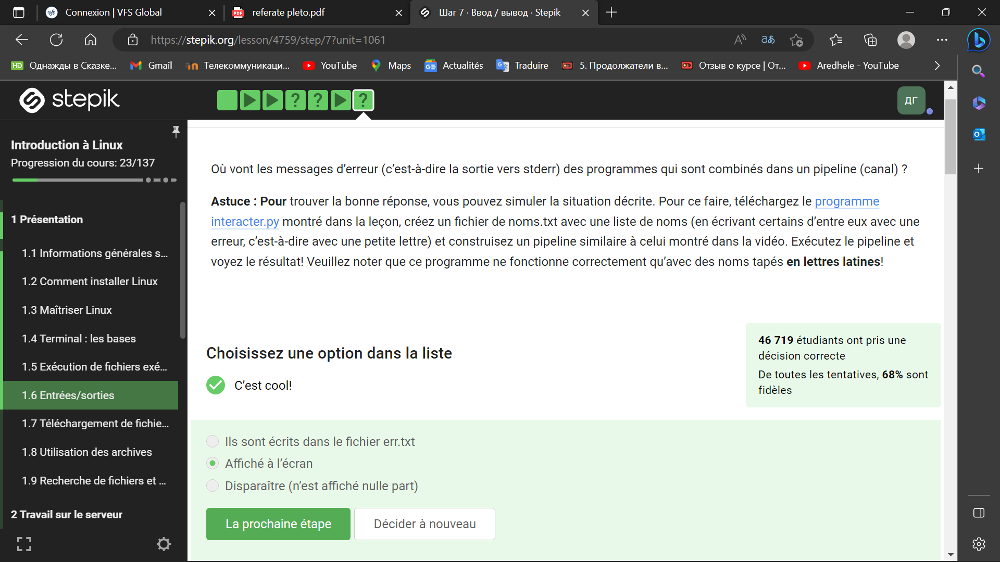 Connexion | VFS Global
referate pleto.pdf
Шаг 7 · Ввод / вывод · Stepik
https://stepik.org/lesson/4759/step/7?unit=1061
Однажды в Сказке...
Gmail
Телекоммуникаци...
YouTube
Maps
Actualités
Traduire
5. Продолжатели в...
Отзыв о курсе | От...
Aredhele - YouTube
stepik
ДГ
Introduction à Linux
Progression du cours: 23/137
1 Présentation
1.1 Informations générales s...
1.2 Comment installer Linux
1.3 Maîtriser Linux
1.4 Terminal : les bases
1.5 Exécution de fichiers exé...
1.6 Entrées/sorties
1.7 Téléchargement de fichie...
1.8 Utilisation des archives
1.9 Recherche de fichiers et ...
2 Travail sur le serveur
Où vont les messages d’erreur (c’est-à-dire la sortie vers stderr) des programmes qui sont combinés dans un pipeline (canal) ?
Astuce : Pour trouver la bonne réponse, vous pouvez simuler la situation décrite. Pour ce faire, téléchargez le programme
interacter.py montré dans la leçon, créez un fichier de noms.txt avec une liste de noms (en écrivant certains d’entre eux avec une
erreur, c’est-à-dire avec une petite lettre) et construisez un pipeline similaire à celui montré dans la vidéo. Exécutez le pipeline et
voyez le résultat! Veuillez noter que ce programme ne fonctionne correctement qu’avec des noms tapés en lettres latines!
Choisissez une option dans la liste
C’est cool!
46 719 étudiants ont pris une
décision correcte
De toutes les tentatives, 68% sont
fidèles
Ils sont écrits dans le fichier err.txt
Affiché à l’écran
Disparaître (n’est affiché nulle part)
La prochaine étape
Décider à nouveau